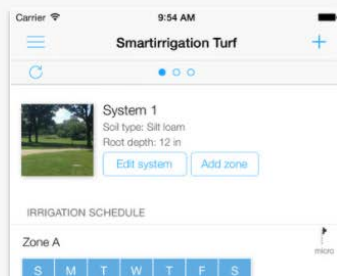 Carrier 9:54 AM
Smartirrigation Turf
System 1
Soil type: Silt loam
Root depth: 12 in
Edit system Add zone
IRRIGATION SCHEDULE
Zone A
micro
S M T W T F S